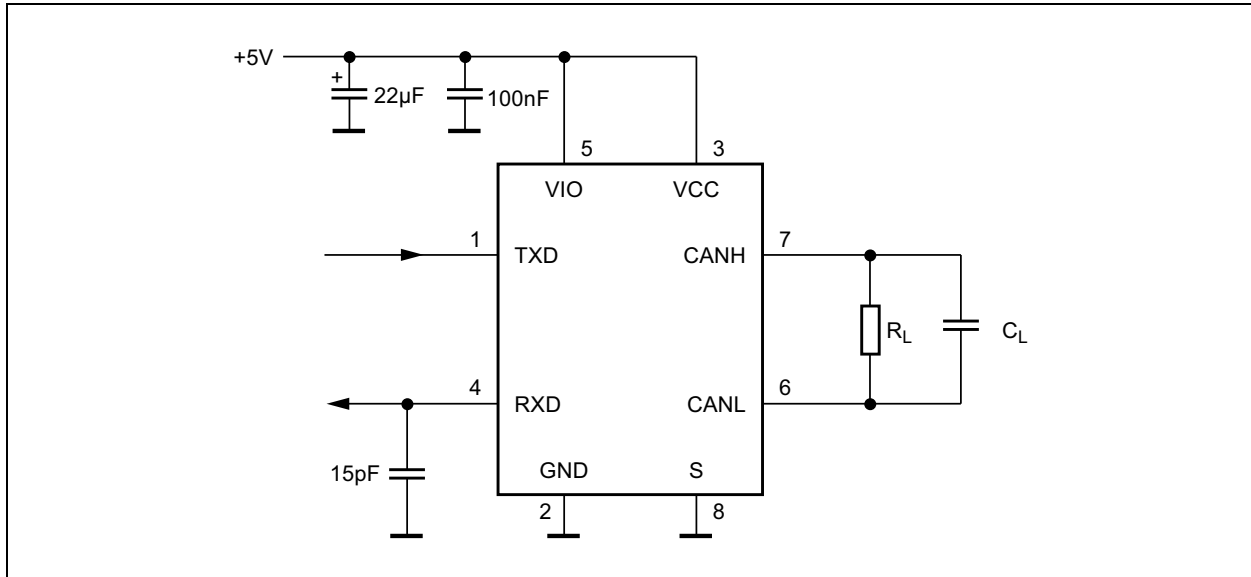 +5V
+
22µF
100nF
5
3
VIO
VCC
1
TXD
CANH
7
R_L
C_L
4
RXD
CANL
6
15pF
GND
S
2
8